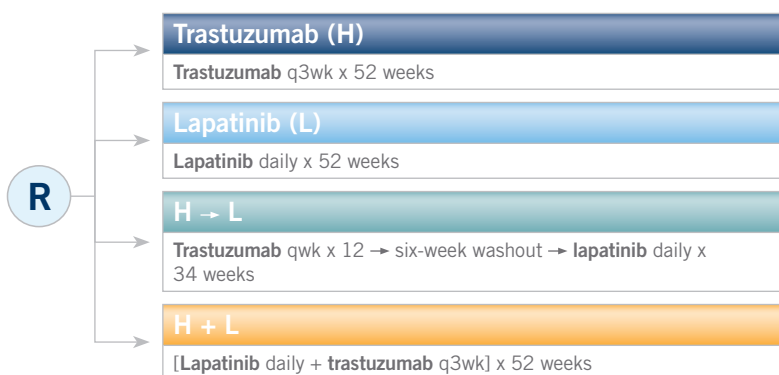 Trastuzumab (H)
Trastuzumab q3wk x 52 weeks
Lapatinib (L)
Lapatinib daily x 52 weeks
R
H → L
Trastuzumab qwk x 12 → six-week washout → lapatinib daily x
34 weeks
H + L
[Lapatinib daily + trastuzumab q3wk] x 52 weeks